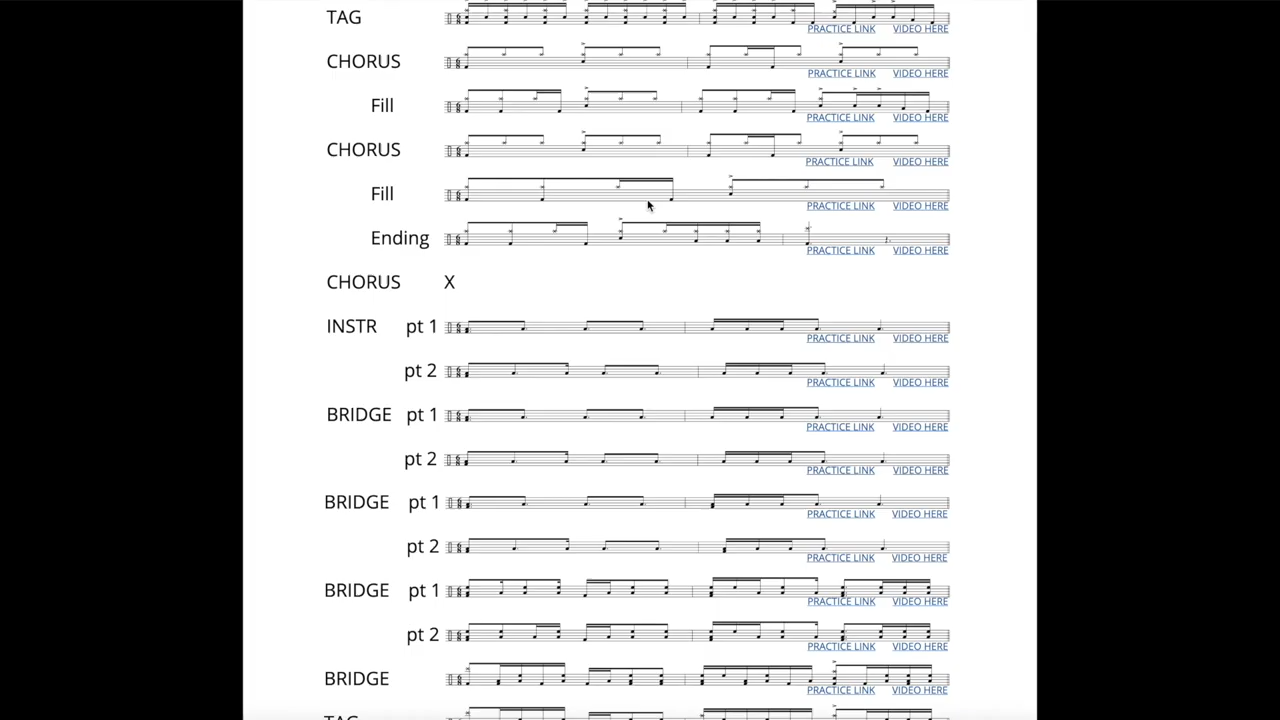 TAG
PRACTICE LINK VIDEO HERE
CHORUS
PRACTICE LINK VIDEO HERE
Fill
PRACTICE LINK VIDEO HERE
CHORUS
PRACTICE LINK VIDEO HERE
Fill
PRACTICE LINK VIDEO HERE
Ending
PRACTICE LINK VIDEO HERE
CHORUS X
INSTR pt 1
PRACTICE LINK VIDEO HERE
pt 2
PRACTICE LINK VIDEO HERE
BRIDGE pt 1
PRACTICE LINK VIDEO HERE
pt 2
PRACTICE LINK VIDEO HERE
BRIDGE pt 1
PRACTICE LINK VIDEO HERE
pt 2
PRACTICE LINK VIDEO HERE
BRIDGE pt 1
PRACTICE LINK VIDEO HERE
pt 2
PRACTICE LINK VIDEO HERE
BRIDGE
PRACTICE LINK VIDEO HERE
TAG